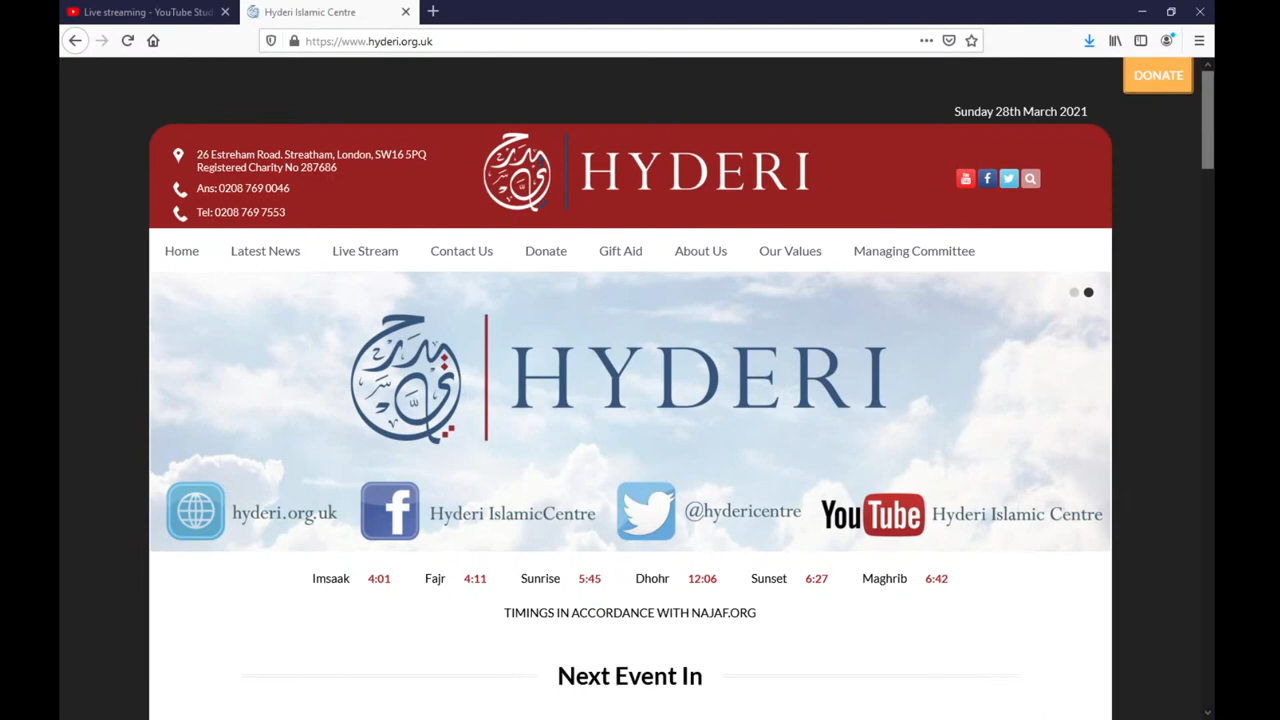 Live streaming - YouTube Stud
Hyderi Islamic Centre
https://www.hyderi.org.uk
DONATE
Sunday 28th March 2021
26 Estreham Road. Streatham, London, SW16 5PQ
Registered Charity No 287686
Ans: 0208 769 0046
Tel: 0208 769 7553
HYDERI
Home Latest News Live Stream Contact Us Donate Gift Aid About Us Our Values Managing Committee
HYDERI
hyderi.org.uk Hyderi IslamicCentre @hydericentre YouTube Hyderi Islamic Centre
Imsaak 4:01 Fajr 4:11 Sunrise 5:45 Dhohr 12:06 Sunset 6:27 Maghrib 6:42
TIMINGS IN ACCORDANCE WITH NAJAF.ORG
Next Event In